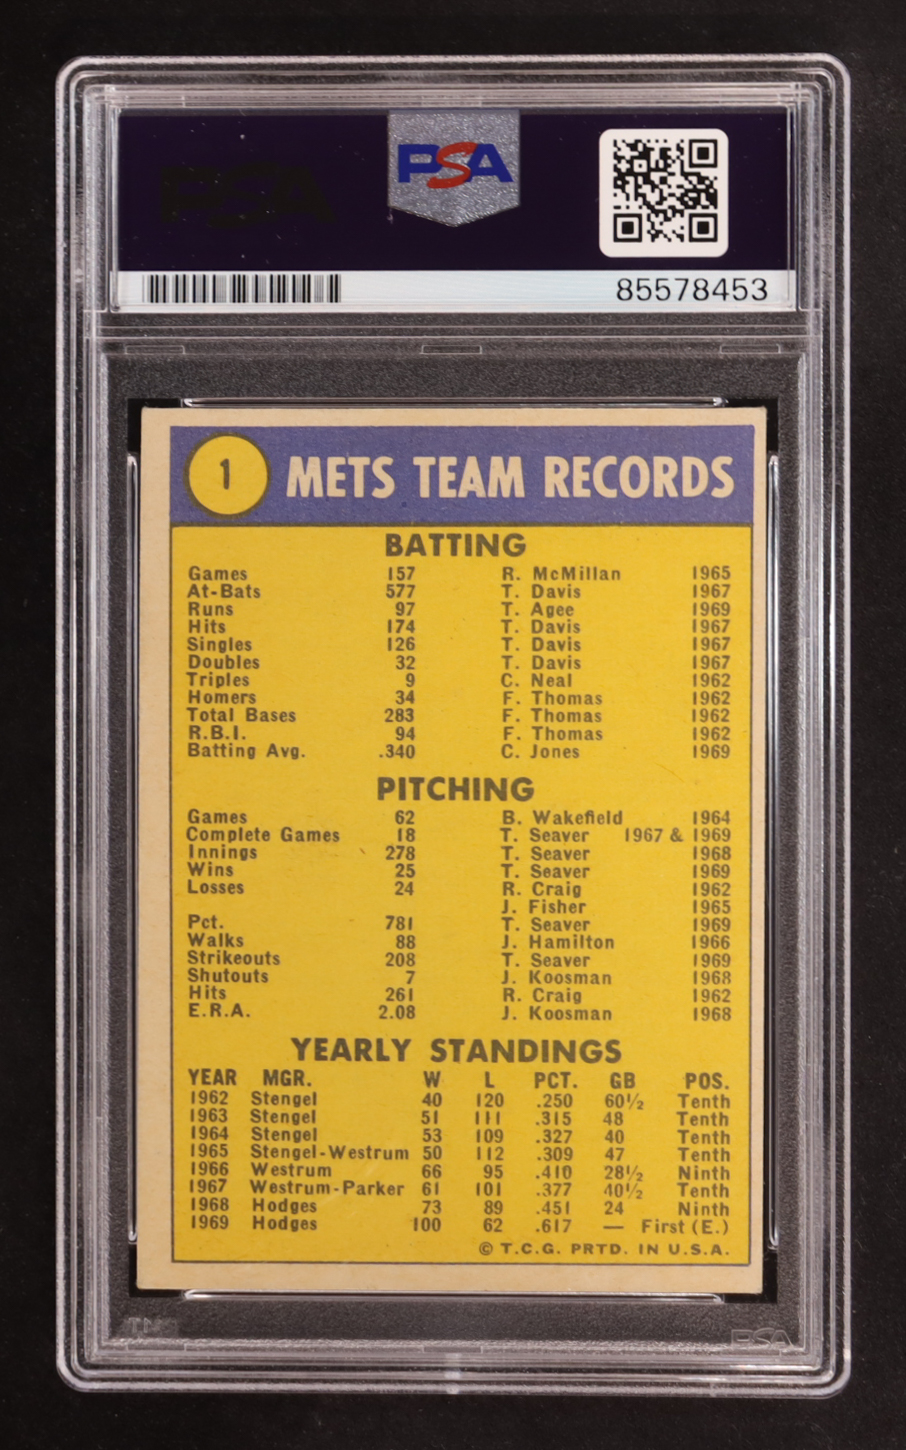 PSA
85578453
1 METS TEAM RECORDS
BATTING
Games 157 R. McMillan 1965
At-Bats 577 T. Davis 1967
Runs 97 T. Agee 1969
Hits 174 T. Davis 1967
Singles 126 T. Davis 1967
Doubles 32 T. Davis 1967
Triples 9 C. Neal 1962
Homers 34 F. Thomas 1962
Total Bases 283 F. Thomas 1962
R.B.I. 94 F. Thomas 1962
Batting Avg. .340 C. Jones 1969
PITCHING
Games 62 B. Wakefield 1964
Complete Games 18 T. Seaver 1967 & 1969
Innings 278 T. Seaver 1968
Wins 25 T. Seaver 1969
Losses 24 R. Craig 1962
J. Fisher 1965
Pct. 781 T. Seaver 1969
Walks 88 J. Hamilton 1966
Strikeouts 208 T. Seaver 1969
Shutouts 7 J. Koosman 1968
Hits 261 R. Craig 1962
E.R.A. 2.08 J. Koosman 1968
YEARLY STANDINGS
YEAR MGR. W L PCT. GB POS.
1962 Stengel 40 120 .250 60½ Tenth
1963 Stengel 51 111 .315 48 Tenth
1964 Stengel 53 109 .327 40 Tenth
1965 Stengel-Westrum 50 112 .309 47 Tenth
1966 Westrum 66 95 .410 28½ Ninth
1967 Westrum-Parker 61 101 .377 40½ Tenth
1968 Hodges 73 89 .451 24 Ninth
1969 Hodges 100 62 .617 — First (E.)
© T.C.G. PRTD. IN U.S.A.
PSA